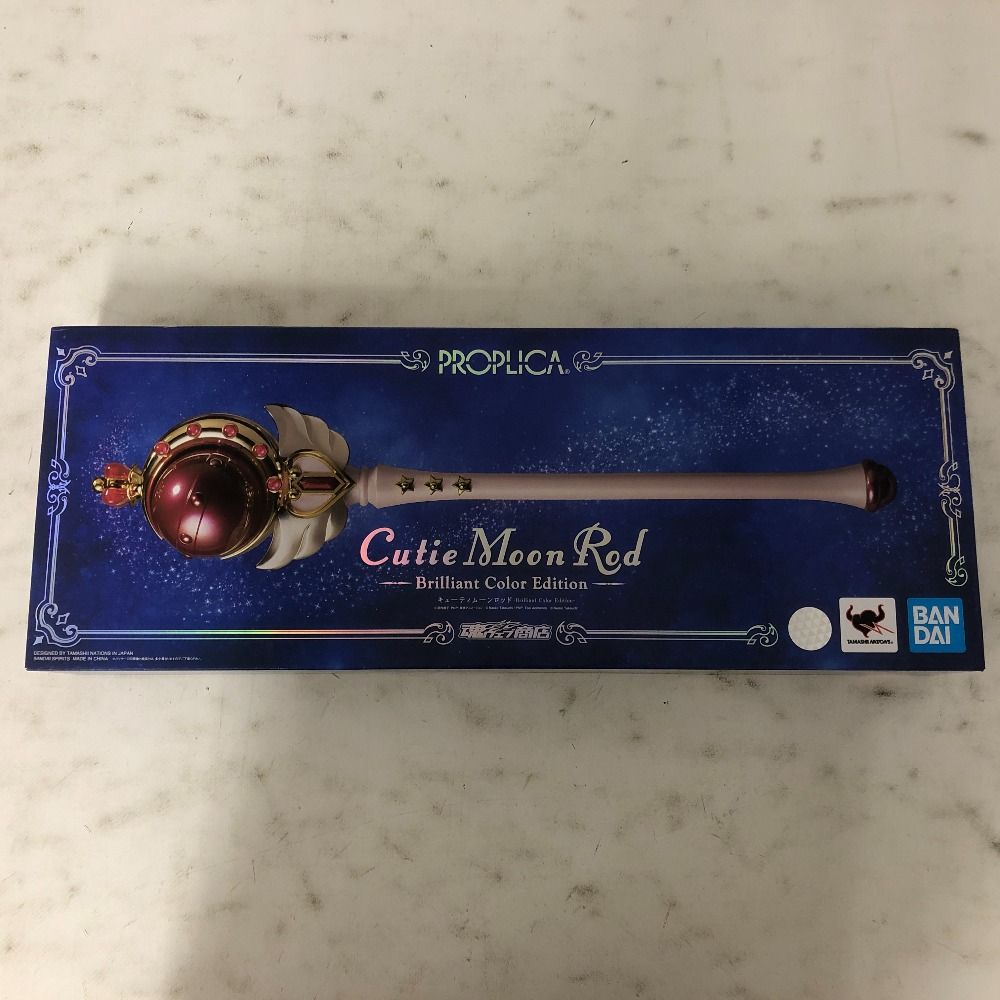 PROPLICA®
Cutie Moon Rod
Brilliant Color Edition
キューティムーンロッド -Brilliant Color Edition-
魂ウェブ商店
TAMASHII NATIONS®
BAN
DAI
DESIGNED BY TAMASHII NATIONS IN JAPAN
BANDAI SPIRITS MADE IN CHINA